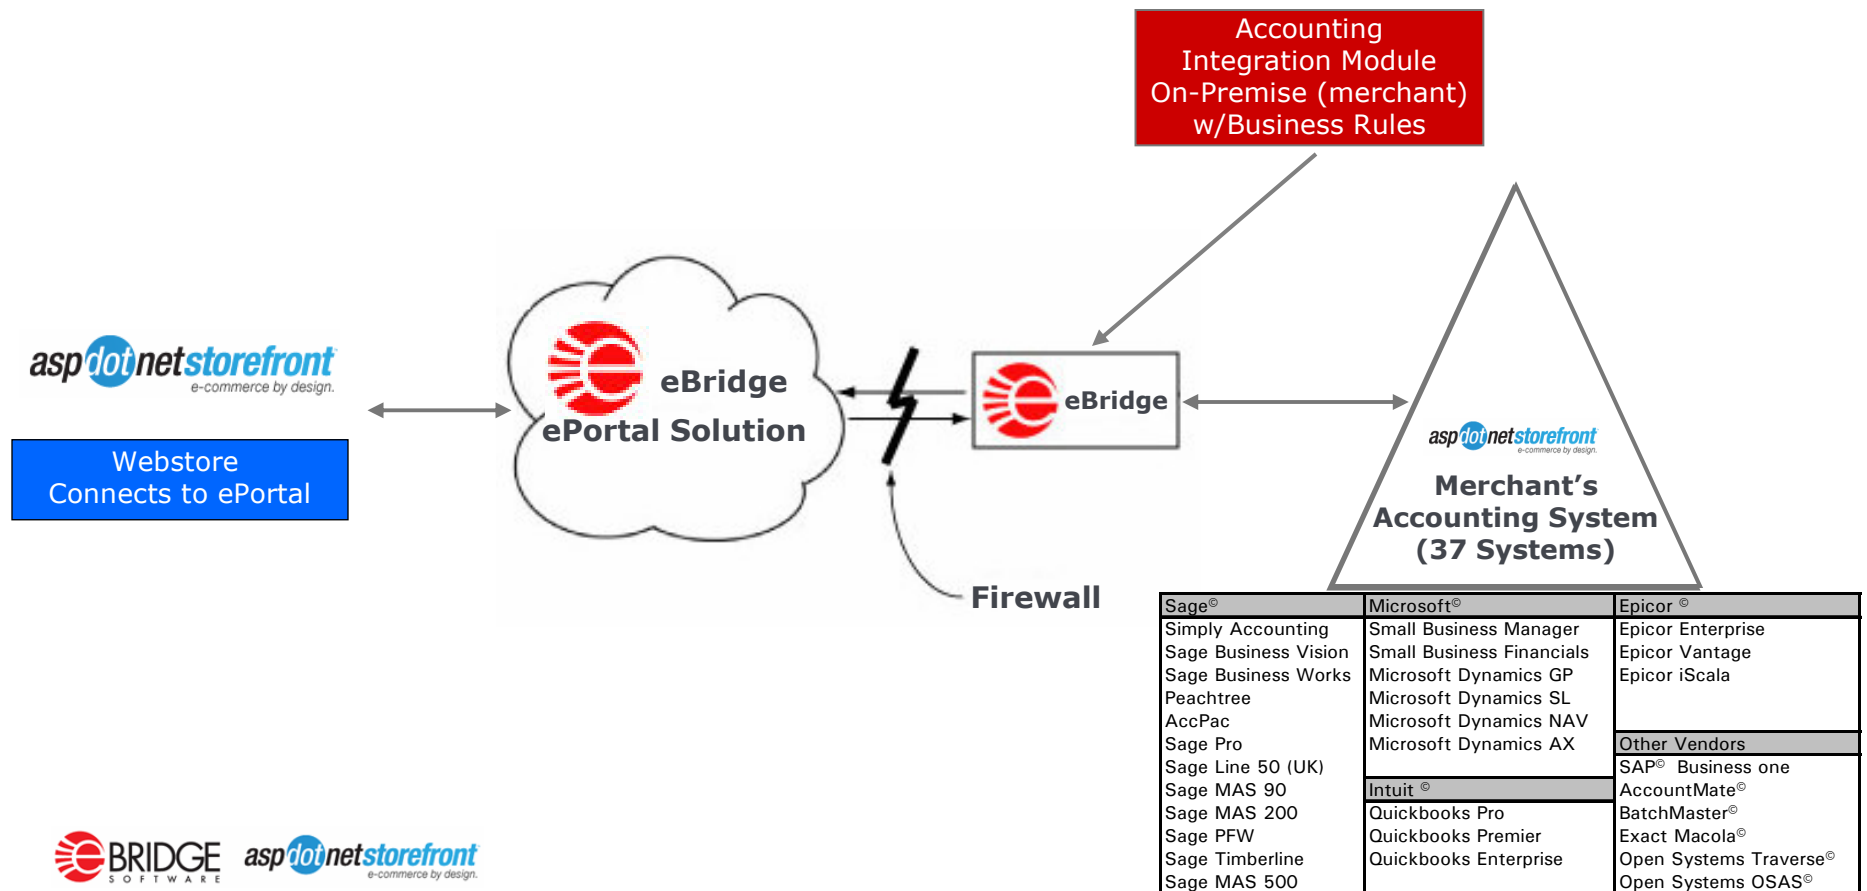 Accounting
Integration Module
On-Premise (merchant)
w/Business Rules
aspdotnetstorefront
e-commerce by design.
Webstore
Connects to ePortal
eBridge
ePortal Solution
eBridge
Firewall
aspdotnetstorefront
e-commerce by design.
Merchant’s
Accounting System
(37 Systems)
Sage©
Simply Accounting
Sage Business Vision
Sage Business Works
Peachtree
AccPac
Sage Pro
Sage Line 50 (UK)
Sage MAS 90
Sage MAS 200
Sage PFW
Sage Timberline
Sage MAS 500
Microsoft©
Small Business Manager
Small Business Financials
Microsoft Dynamics GP
Microsoft Dynamics SL
Microsoft Dynamics NAV
Microsoft Dynamics AX
Intuit ©
Quickbooks Pro
Quickbooks Premier
Quickbooks Enterprise
Epicor ©
Epicor Enterprise
Epicor Vantage
Epicor iScala
Other Vendors
SAP© Business one
AccountMate©
BatchMaster©
Exact Macola©
Open Systems Traverse©
Open Systems OSAS©
eBRIDGE
SOFTWARE
aspdotnetstorefront
e-commerce by design.